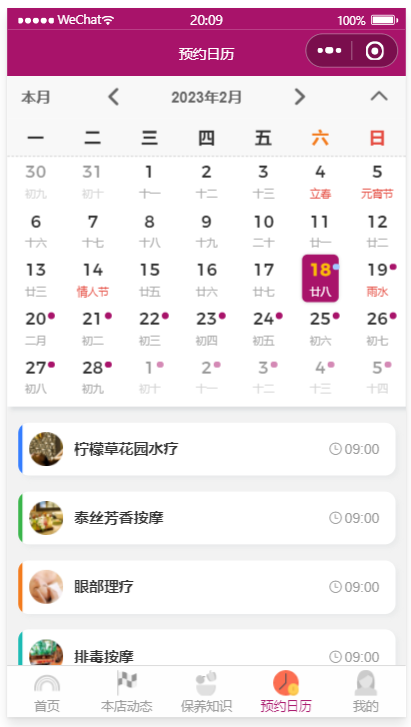 WeChat 20:09 100%
预约日历
本月 2023年2月
一 二 三 四 五 六 日
30 31 1 2 3 4 5
初九 初十 十一 十二 十三 立春 元宵节
6 7 8 9 10 11 12
十六 十七 十八 十九 二十 廿一 廿二
13 14 15 16 17 18 19
廿三 情人节 廿五 廿六 廿七 廿八 雨水
20 21 22 23 24 25 26
二月 初二 初三 初四 初五 初六 初七
27 28 1 2 3 4 5
初八 初九 初十 十一 十二 十三 十四
柠檬草花园水疗 09:00
泰丝芳香按摩 09:00
眼部理疗 09:00
排毒按摩 09:00
首页 本店动态 保养知识 预约日历 我的